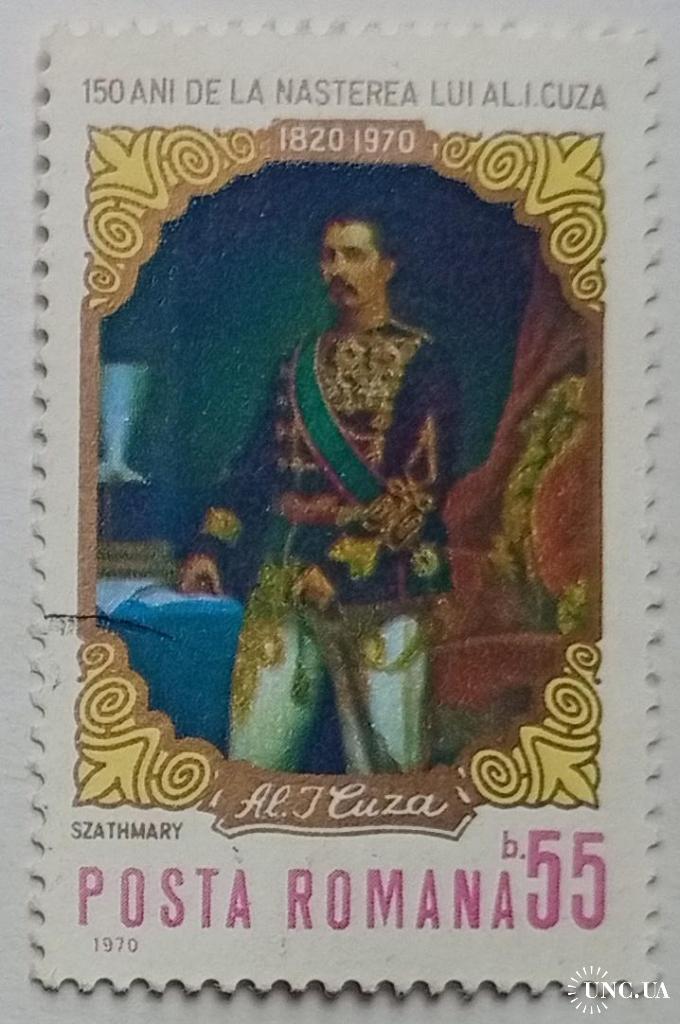 150 ANI DE LA NASTEREA LUI AL.I.CUZA
1820 1970
Al. I Cuza
SZATHMARY
POSTA ROMANA b.55
1970
UNC.UA